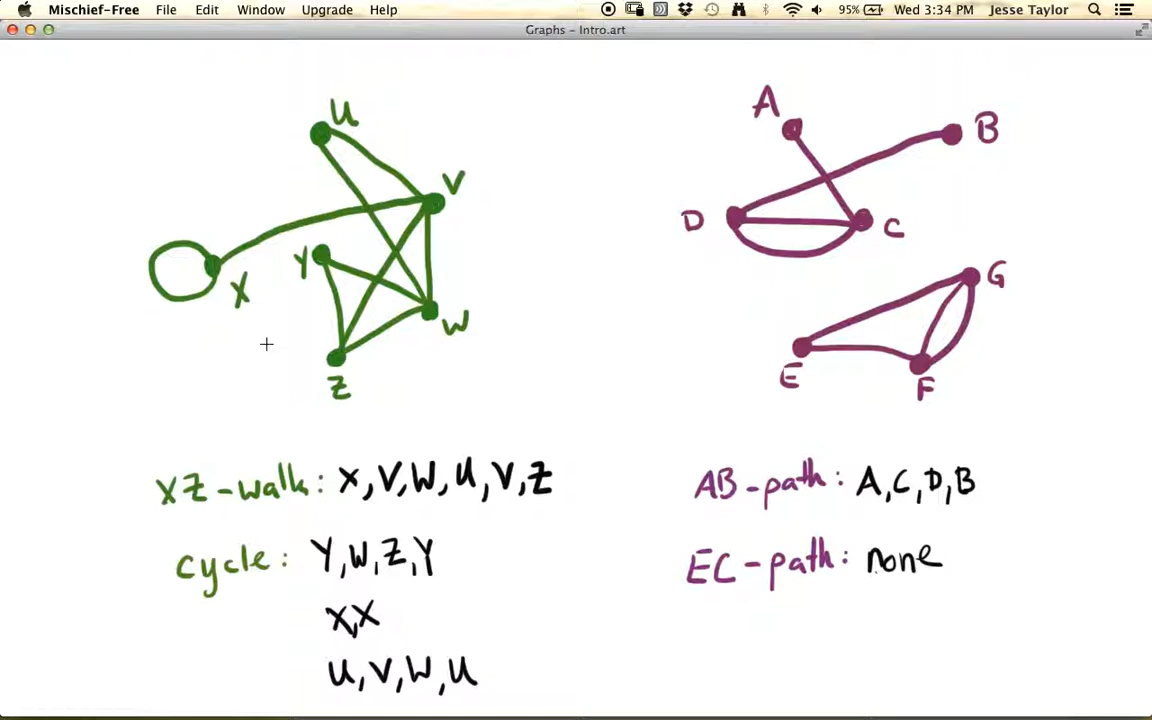 Mischief-Free File Edit Window Upgrade Help 95% Wed 3:34 PM Jesse Taylor
Graphs – Intro.art
U
V
X
Y
W
Z
A
B
D
C
G
E
F
XZ-walk: X,V,W,U,V,Z
cycle: Y,W,Z,Y
X,X
U,V,W,U
AB-path: A,C,D,B
EC-path: none